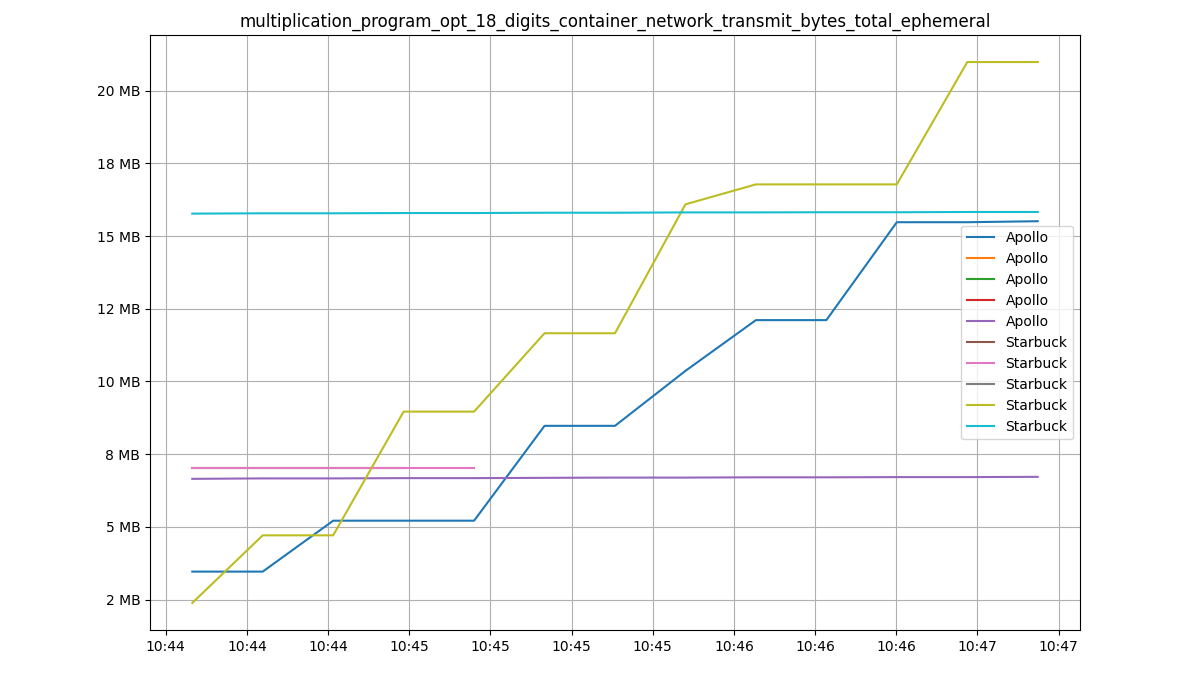 multiplication_program_opt_18_digits_container_network_transmit_bytes_total_ephemeral
20 MB
18 MB
15 MB
12 MB
10 MB
8 MB
5 MB
2 MB
Apollo
Apollo
Apollo
Apollo
Apollo
Starbuck
Starbuck
Starbuck
Starbuck
Starbuck
10:44 10:44 10:44 10:45 10:45 10:45 10:45 10:46 10:46 10:46 10:47 10:47